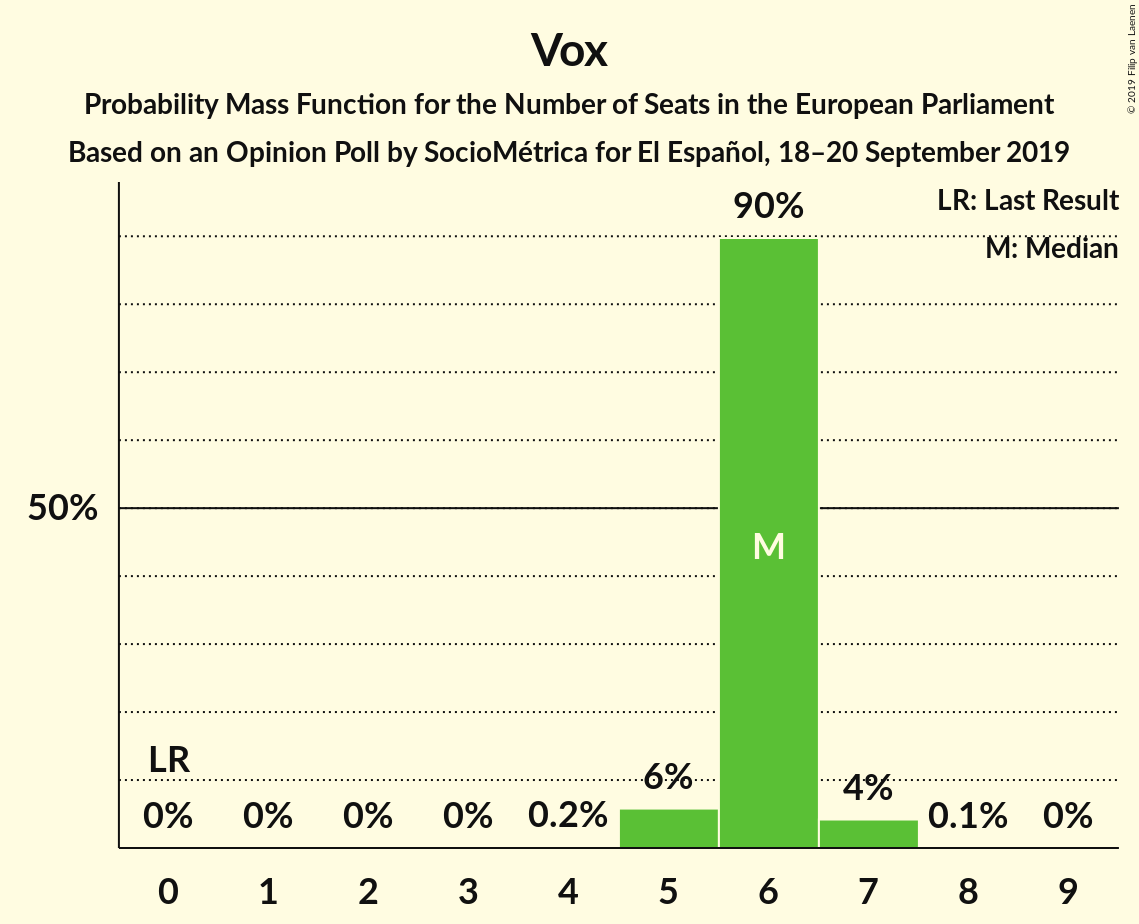 Vox
Probability Mass Function for the Number of Seats in the European Parliament
Based on an Opinion Poll by SocioMétrica for El Español, 18–20 September 2019
© 2019 Filip van Laenen
LR: Last Result
M: Median
90%
50%
M
LR
0% 0% 0% 0% 0.2% 6% 4% 0.1% 0%
0 1 2 3 4 5 6 7 8 9